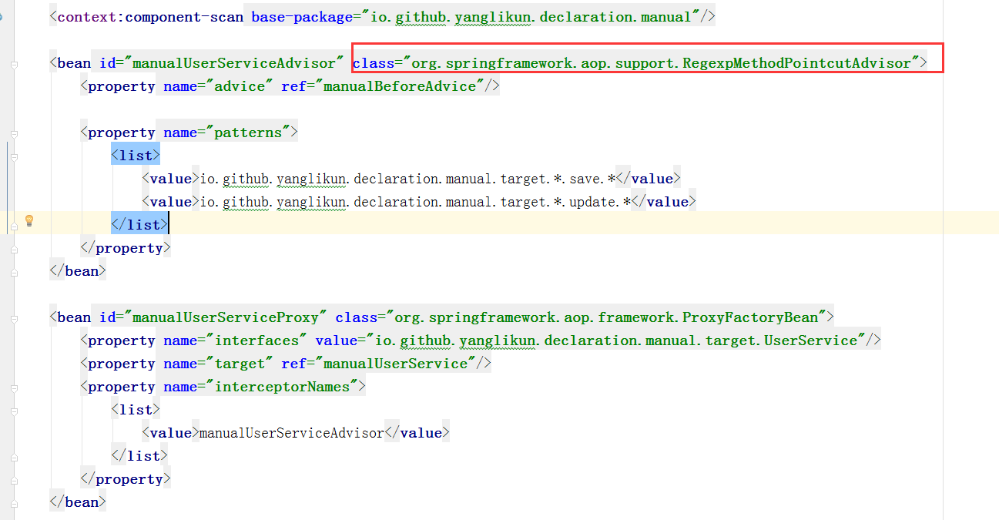 <context:component-scan base-package="io.github.yanglikun.declaration.manual"/>
<bean id="manualUserServiceAdvisor" class="org.springframework.aop.support.RegexpMethodPointcutAdvisor">
<property name="advice" ref="manualBeforeAdvice"/>
<property name="patterns">
<list>
<value>io.github.yanglikun.declaration.manual.target.*.save.*</value>
<value>io.github.yanglikun.declaration.manual.target.*.update.*</value>
</list>
</property>
</bean>
<bean id="manualUserServiceProxy" class="org.springframework.aop.framework.ProxyFactoryBean">
<property name="interfaces" value="io.github.yanglikun.declaration.manual.target.UserService"/>
<property name="target" ref="manualUserService"/>
<property name="interceptorNames">
<list>
<value>manualUserServiceAdvisor</value>
</list>
</property>
</bean>